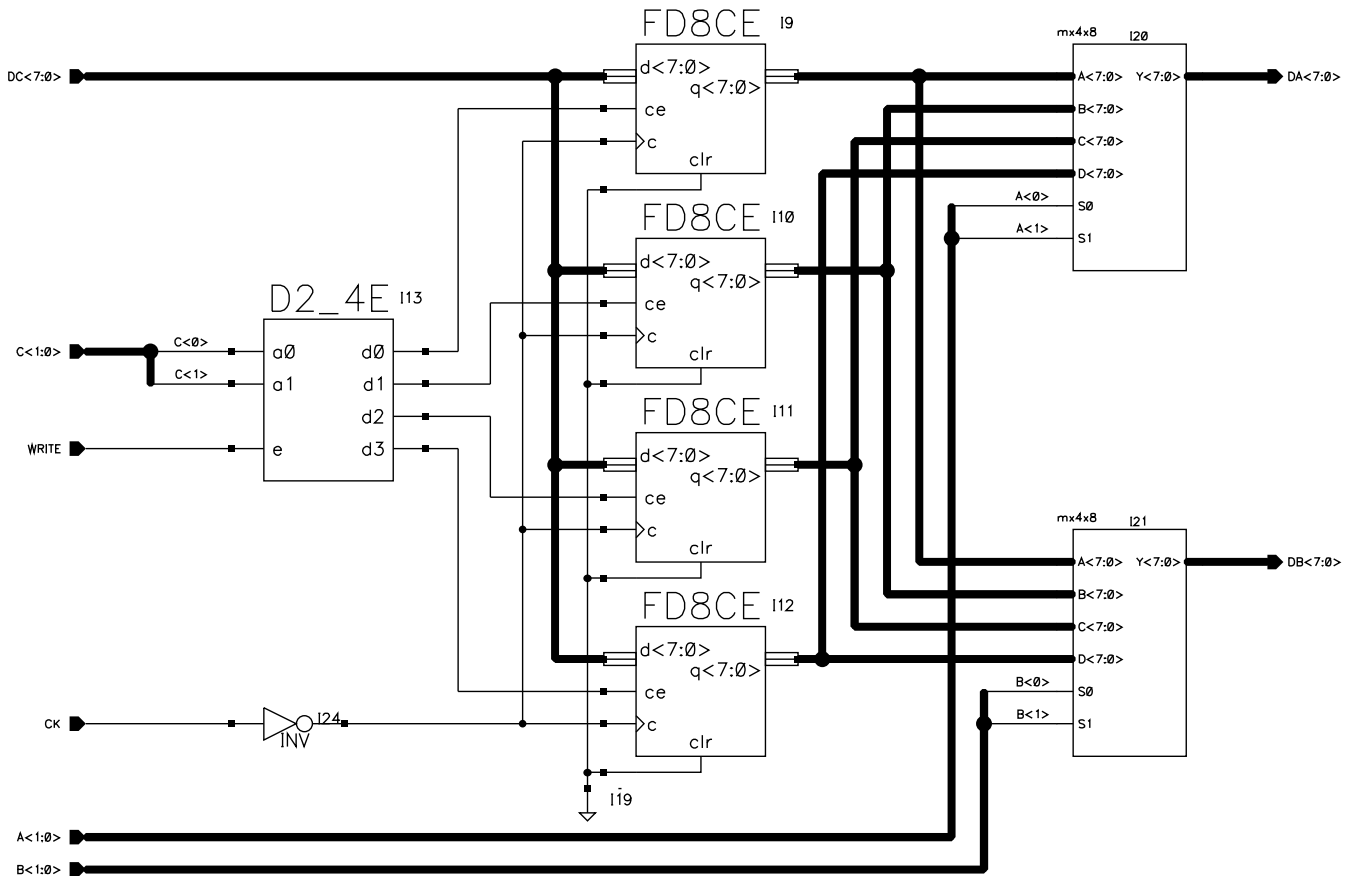 FD8CE I9
mx4x8 I20
DC<7:0>
d<7:0>
q<7:0>
ce
c
clr
A<7:0> Y<7:0>
B<7:0>
C<7:0>
D<7:0>
A<0> S0
A<1> S1
DA<7:0>
FD8CE I10
d<7:0>
q<7:0>
ce
c
clr
D2_4E I13
C<1:0>
C<0>
C<1>
WRITE
a0 d0
a1 d1
d2
e d3
FD8CE I11
d<7:0>
q<7:0>
ce
c
clr
mx4x8 I21
A<7:0> Y<7:0>
B<7:0>
C<7:0>
D<7:0>
B<0> S0
B<1> S1
DB<7:0>
FD8CE I12
d<7:0>
q<7:0>
ce
c
clr
CK
I24
INV
I19
A<1:0>
B<1:0>